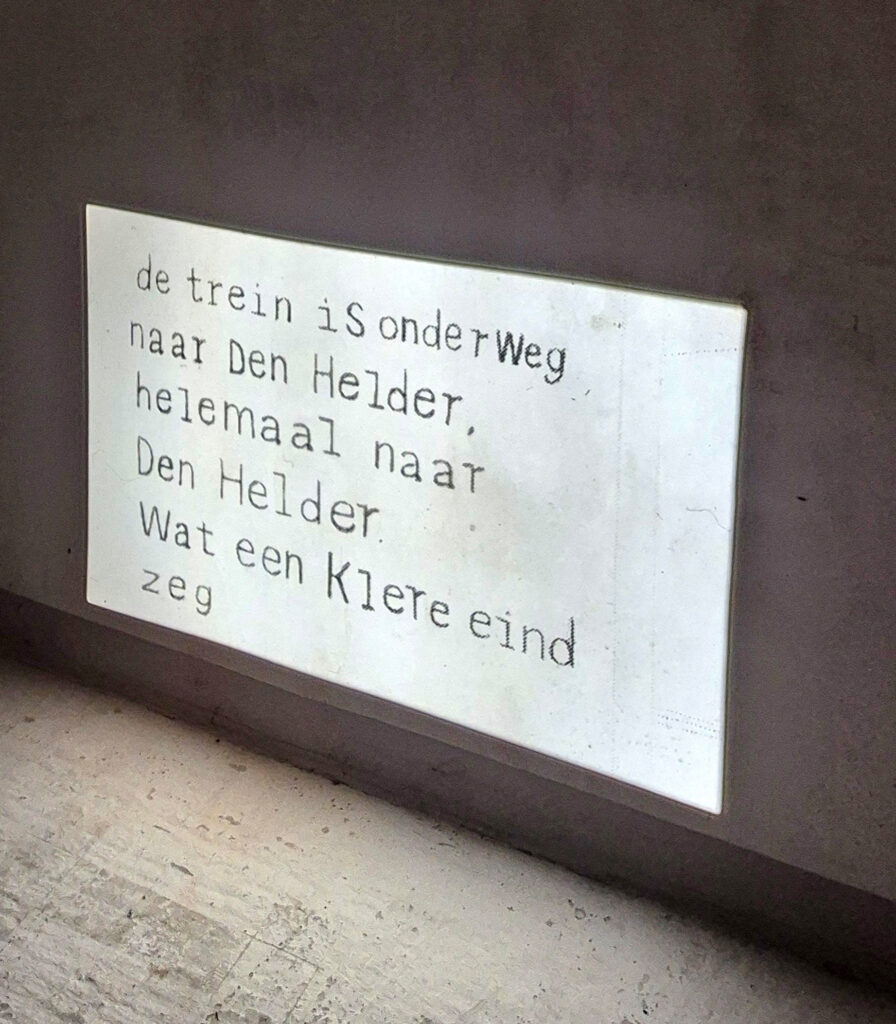 de trein is onderweg
naar Den Helder,
helemaal naar
Den Helder.
Wat een Klere eind
zeg